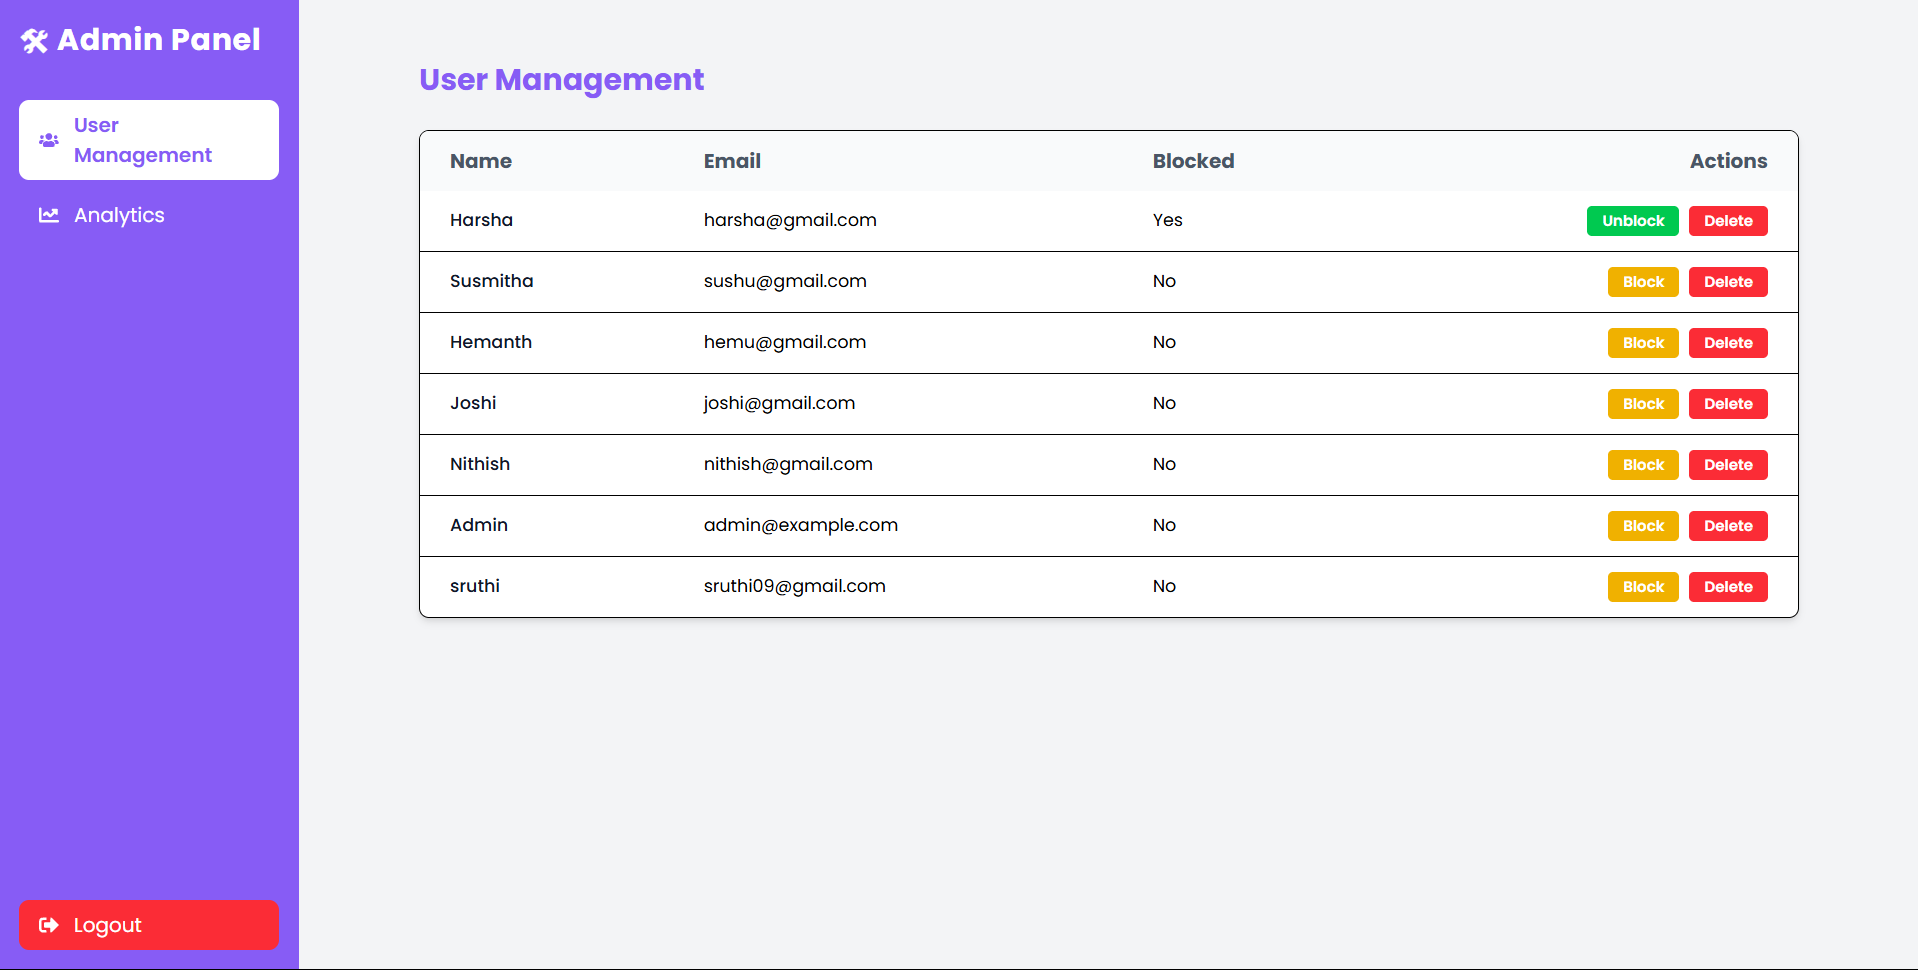 🛠 Admin Panel
User
Management
Analytics
Logout
User Management
Name Email Blocked Actions
Harsha harsha@gmail.com Yes Unblock Delete
Susmitha sushu@gmail.com No Block Delete
Hemanth hemu@gmail.com No Block Delete
Joshi joshi@gmail.com No Block Delete
Nithish nithish@gmail.com No Block Delete
Admin admin@example.com No Block Delete
sruthi sruthi09@gmail.com No Block Delete